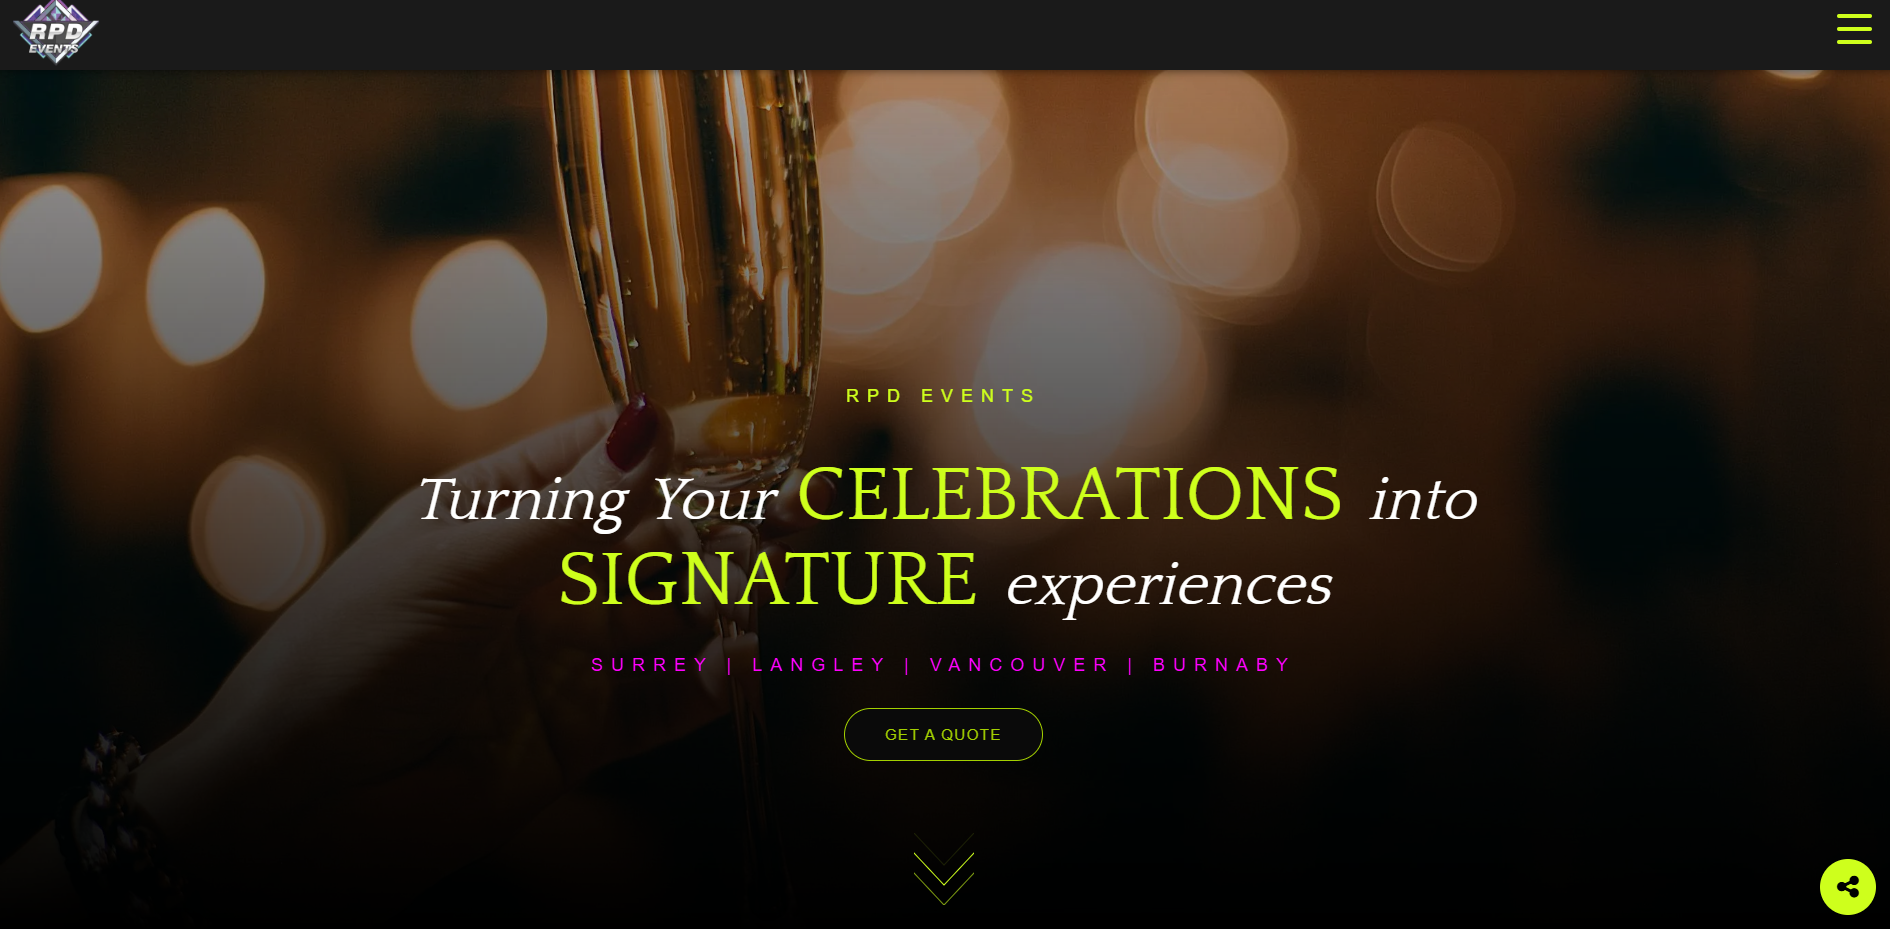 RPD
EVENTS
RPD EVENTS
Turning Your CELEBRATIONS into
SIGNATURE experiences
SURREY | LANGLEY | VANCOUVER | BURNABY
GET A QUOTE